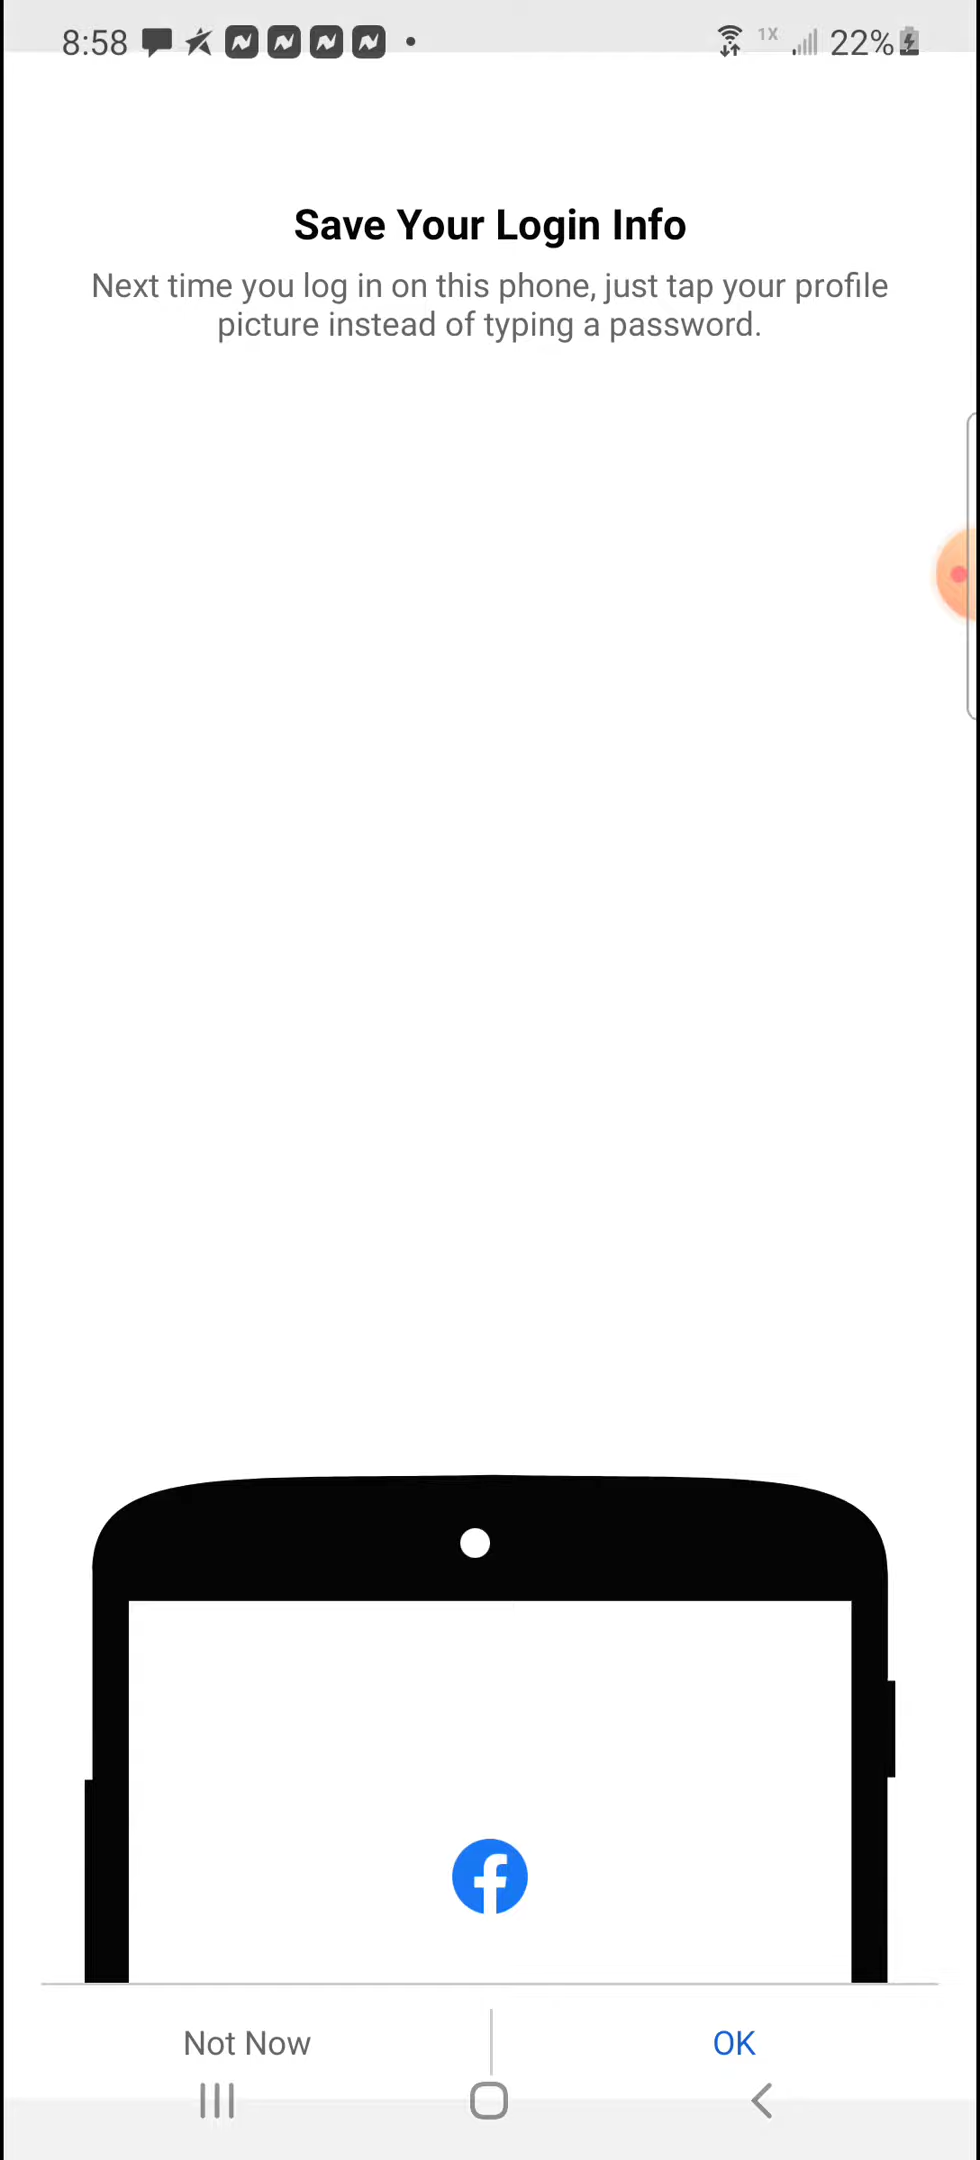 8:58 1X 22%
Save Your Login Info
Next time you log in on this phone, just tap your profile
picture instead of typing a password.
Not Now OK